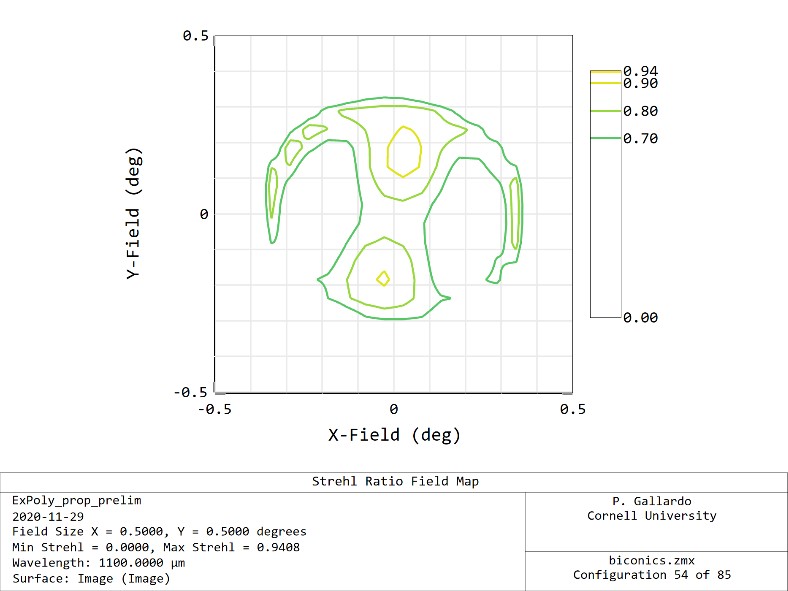 0.5
0
-0.5
-0.5
0
0.5
Y-Field (deg)
X-Field (deg)
0.94
0.90
0.80
0.70
0.00
Strehl Ratio Field Map
ExPoly_prop_prelim
2020-11-29
Field Size X = 0.5000, Y = 0.5000 degrees
Min Strehl = 0.0000, Max Strehl = 0.9408
Wavelength: 1100.0000 µm
Surface: Image (Image)
P. Gallardo
Cornell University
biconics.zmx
Configuration 54 of 85